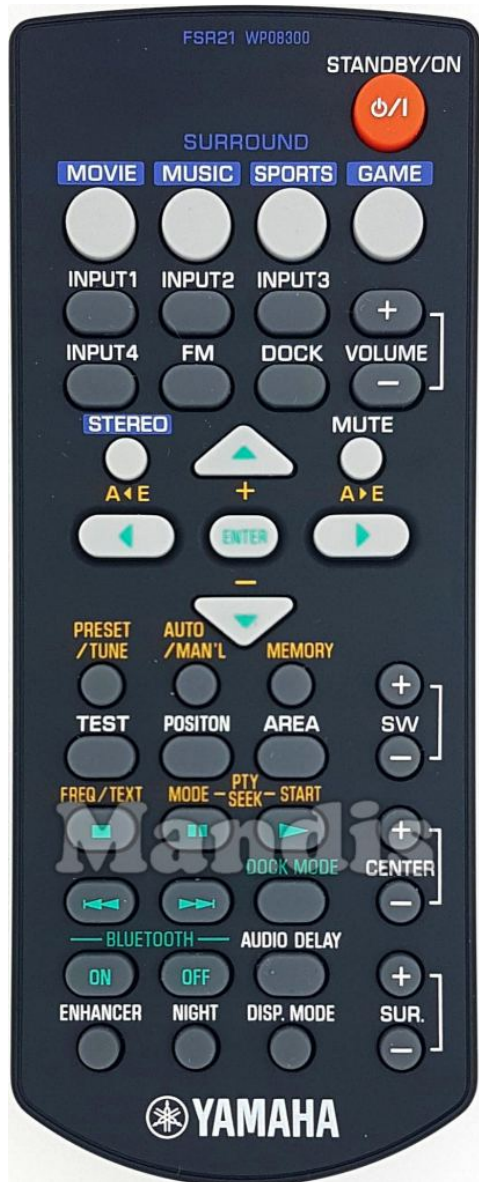 FSR21 WP08300
STANDBY/ON
⏻/I
SURROUND
MOVIE MUSIC SPORTS GAME
INPUT1 INPUT2 INPUT3
+
INPUT4 FM DOCK VOLUME
−
STEREO MUTE
A◀E + A▶E
ENTER
−
PRESET
/TUNE
AUTO
/MAN'L
MEMORY
+
TEST POSITON AREA SW
−
FREQ/TEXT MODE PTY
SEEK START
Mandis
+
DOCK MODE CENTER
−
BLUETOOTH AUDIO DELAY
ON OFF +
ENHANCER NIGHT DISP. MODE SUR.
−
YAMAHA